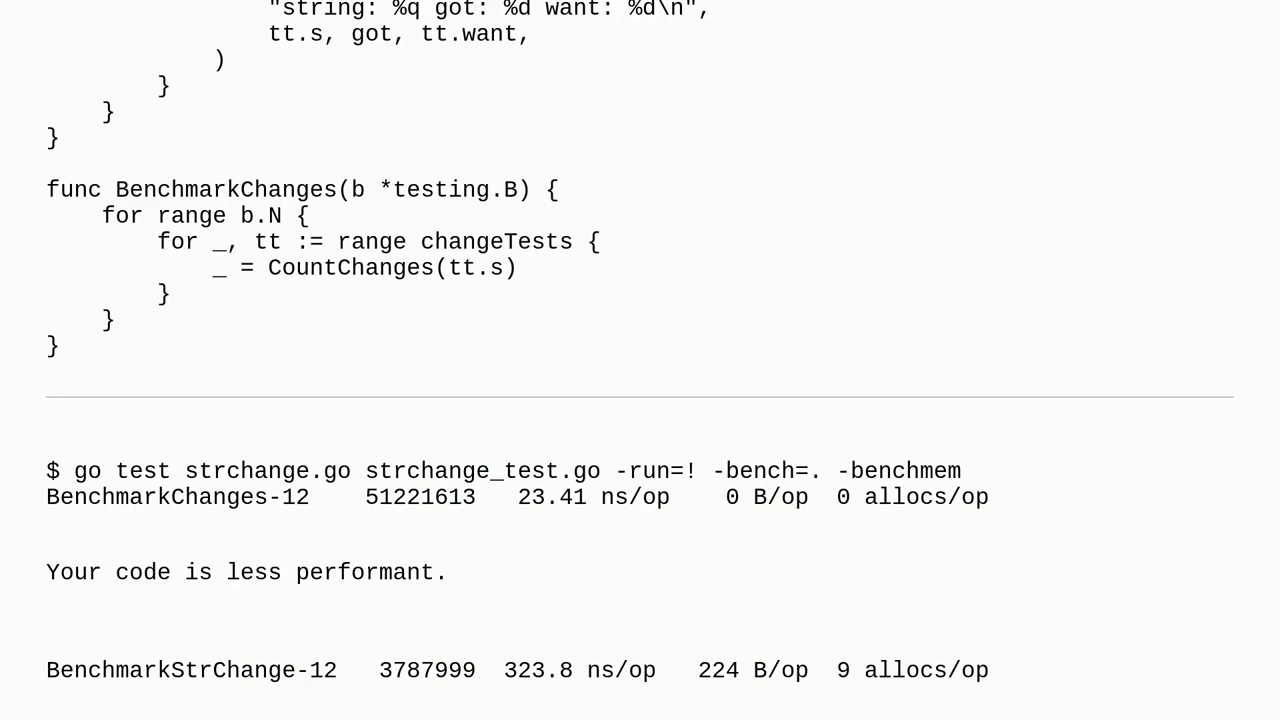 "string: %q got: %d want: %d\n",
tt.s, got, tt.want,
)
}
}
}
func BenchmarkChanges(b *testing.B) {
for range b.N {
for _, tt := range changeTests {
_ = CountChanges(tt.s)
}
}
}
$ go test strchange.go strchange_test.go -run=! -bench=. -benchmem
BenchmarkChanges-12    51221613   23.41 ns/op    0 B/op  0 allocs/op
Your code is less performant.
BenchmarkStrChange-12   3787999  323.8 ns/op   224 B/op  9 allocs/op